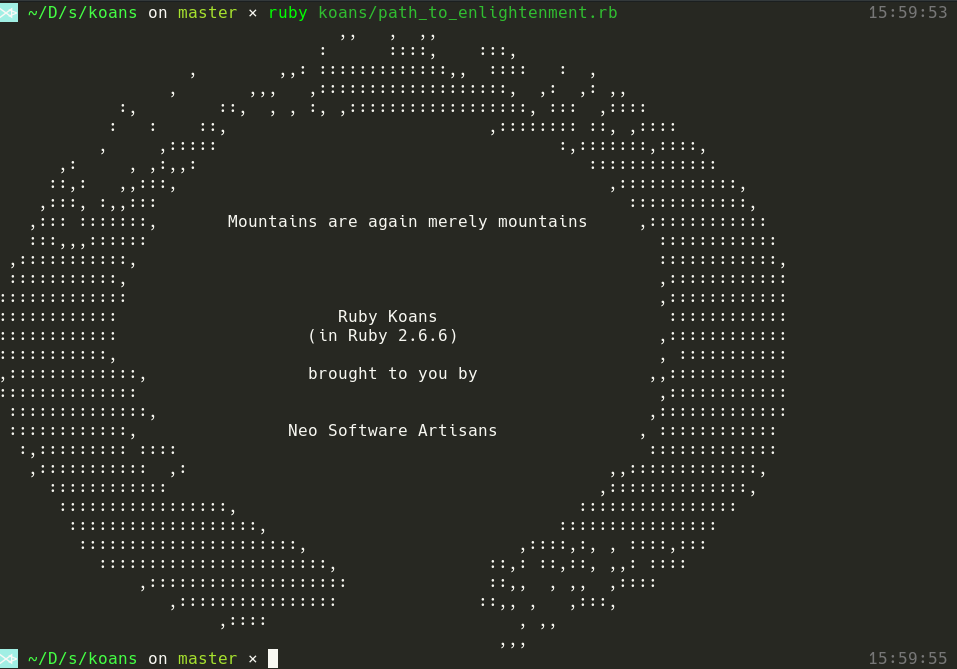 ~/D/s/koans on master × ruby koans/path_to_enlightenment.rb 15:59:53
Mountains are again merely mountains
Ruby Koans
(in Ruby 2.6.6)
brought to you by
Neo Software Artisans
~/D/s/koans on master × 15:59:55